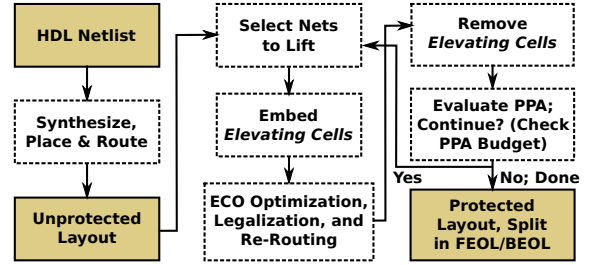 HDL Netlist
Synthesize,
Place & Route
Unprotected
Layout
Select Nets
to Lift
Embed
Elevating Cells
ECO Optimization,
Legalization, and
Re-Routing
Remove
Elevating Cells
Evaluate PPA;
Continue? (Check
PPA Budget)
Yes
No; Done
Protected
Layout, Split
in FEOL/BEOL